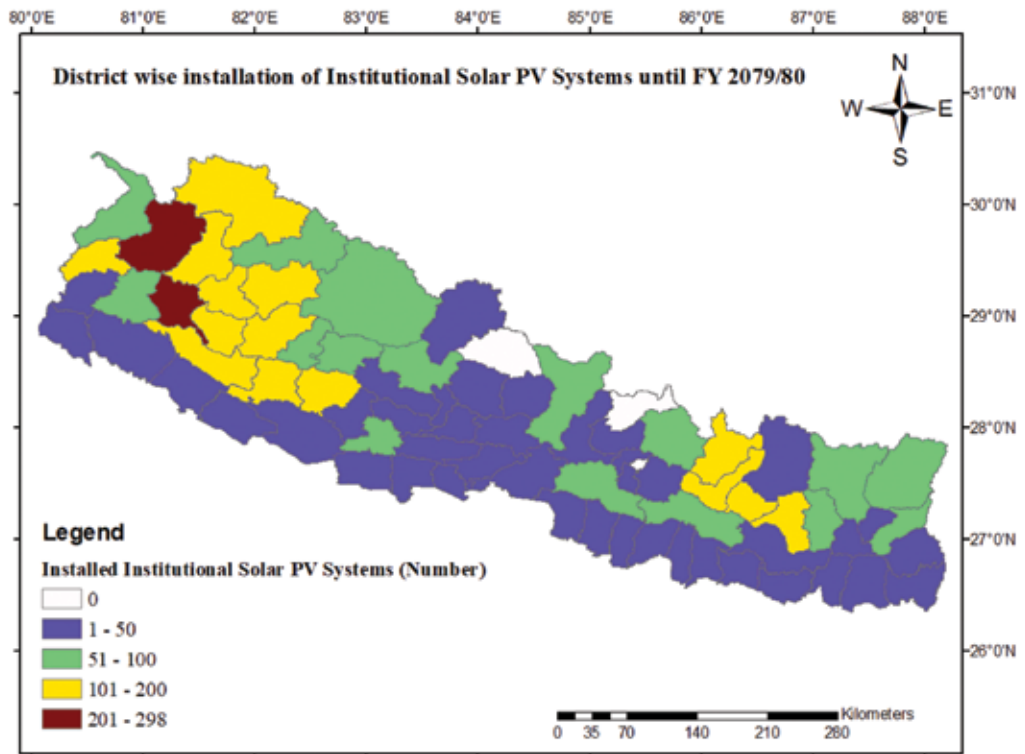 80°0'E 81°0'E 82°0'E 83°0'E 84°0'E 85°0'E 86°0'E 87°0'E 88°0'E
District wise installation of Institutional Solar PV Systems until FY 2079/80
N
W E
S
31°0'N
30°0'N
29°0'N
28°0'N
27°0'N
26°0'N
Legend
Installed Institutional Solar PV Systems (Number)
0
1 - 50
51 - 100
101 - 200
201 - 298
Kilometers
0 35 70 140 210 280